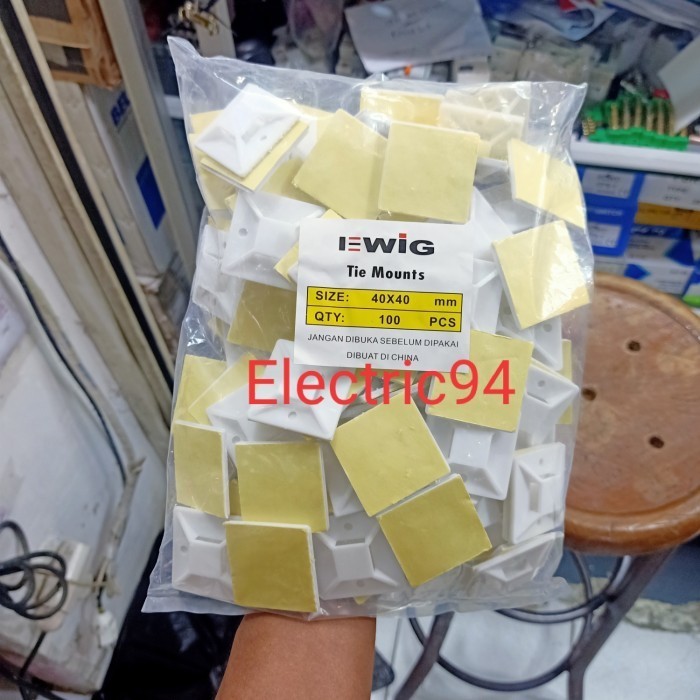 EWIG
Tie Mounts
SIZE: 40X40 mm
QTY: 100 PCS
JANGAN DIBUKA SEBELUM DIPAKAI
DIBUAT DI CHINA
Electric94